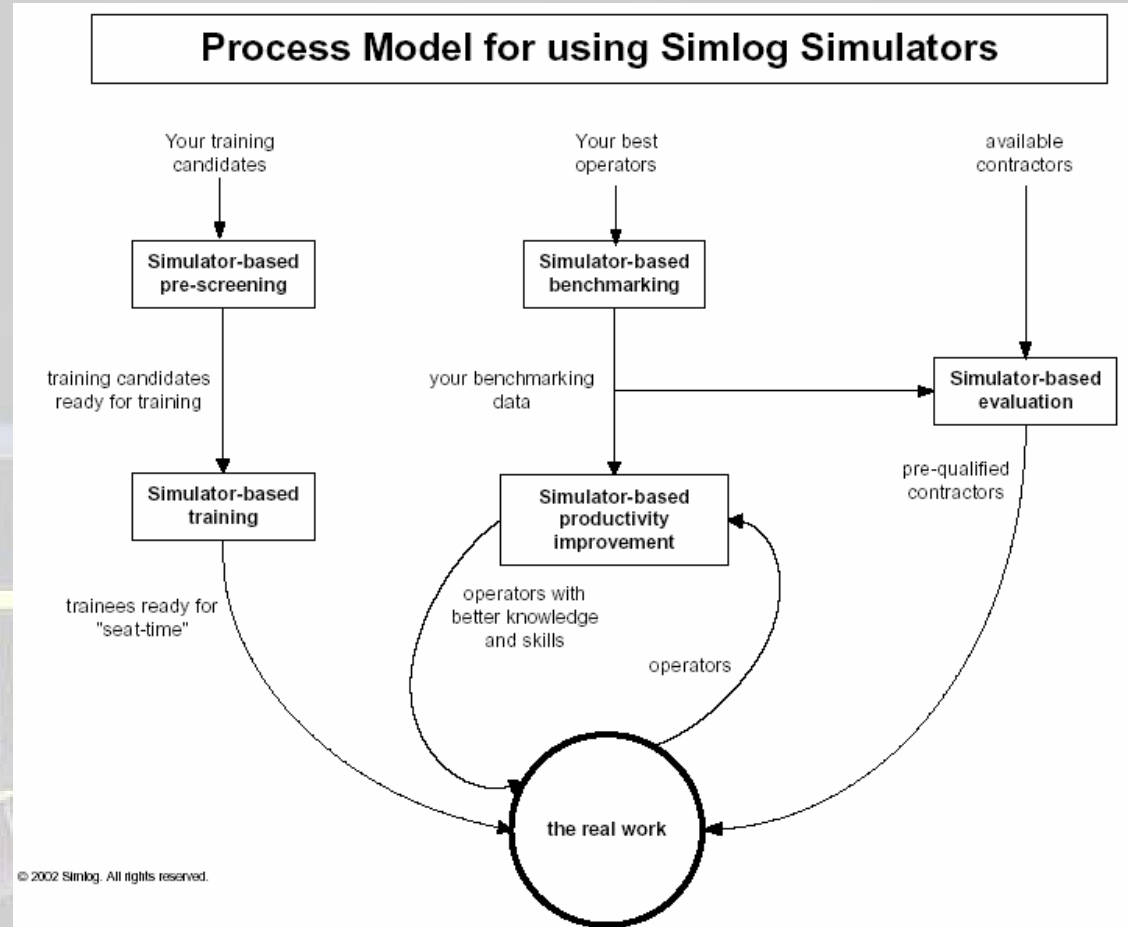 Process Model for using Simlog Simulators
Your training
candidates
Your best
operators
available
contractors
Simulator-based
pre-screening
Simulator-based
benchmarking
training candidates
ready for training
your benchmarking
data
Simulator-based
evaluation
Simulator-based
training
Simulator-based
productivity
improvement
pre-qualified
contractors
trainees ready for
"seat-time"
operators with
better knowledge
and skills
operators
the real work
© 2002 Simlog. All rights reserved.